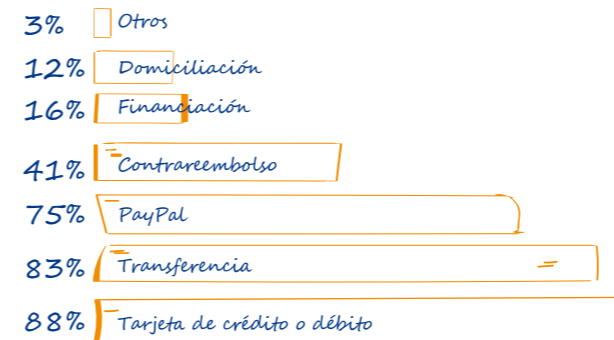 3% Otros
12% Domiciliación
16% Financiación
41% Contrareembolso
75% PayPal
83% Transferencia
88% Tarjeta de crédito o débito